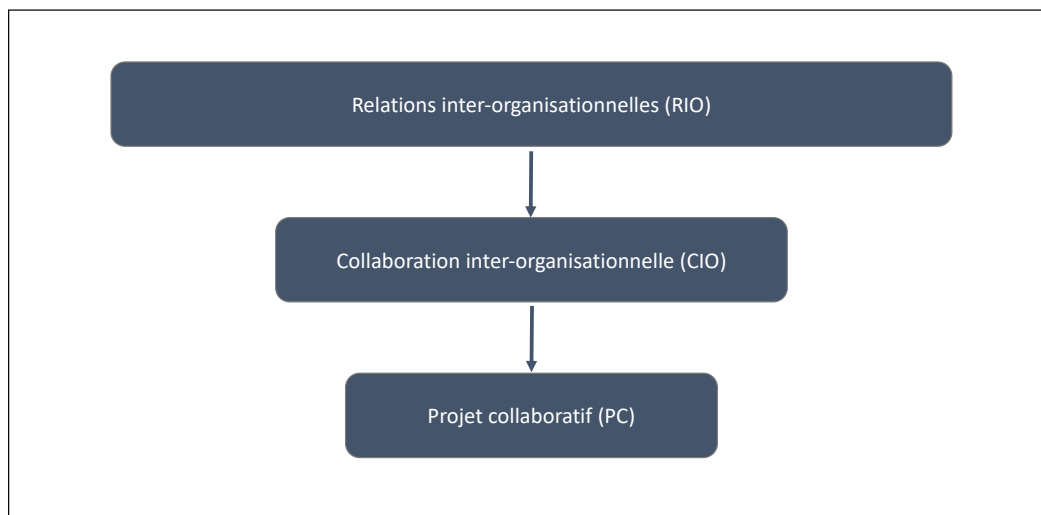 Relations inter-organisationnelles (RIO)
Collaboration inter-organisationnelle (CIO)
Projet collaboratif (PC)